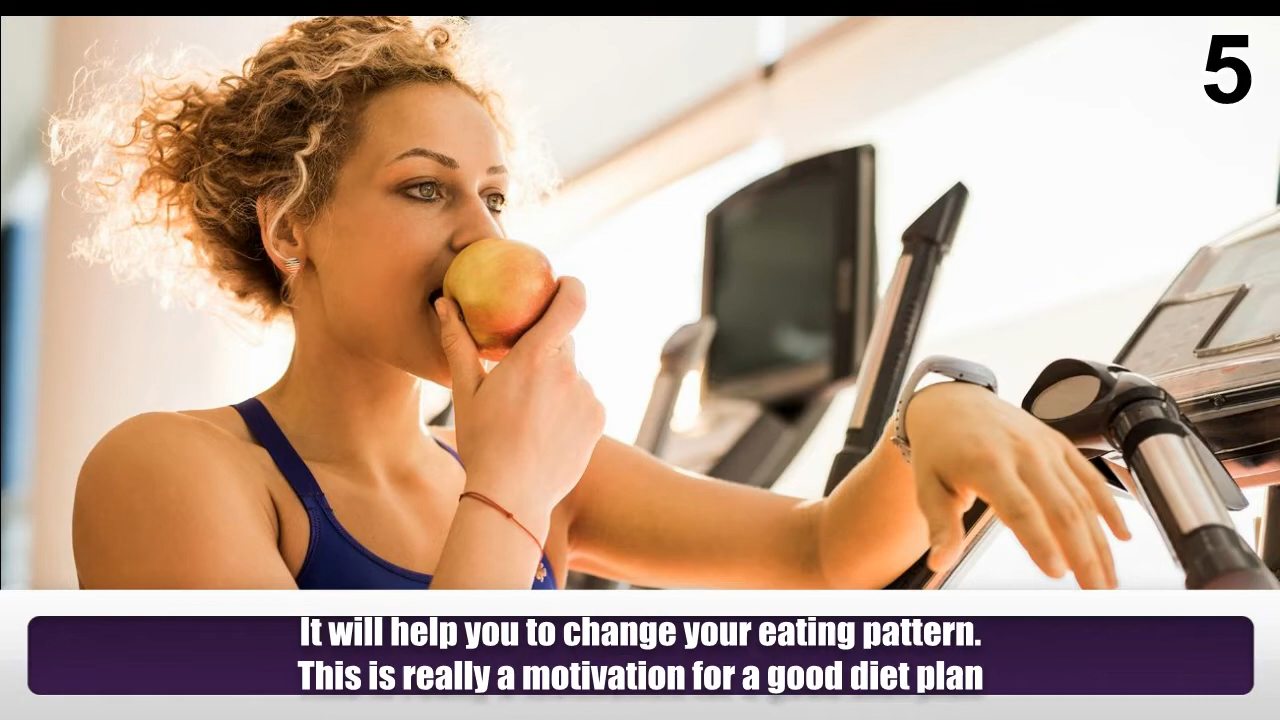 5
It will help you to change your eating pattern.
This is really a motivation for a good diet plan